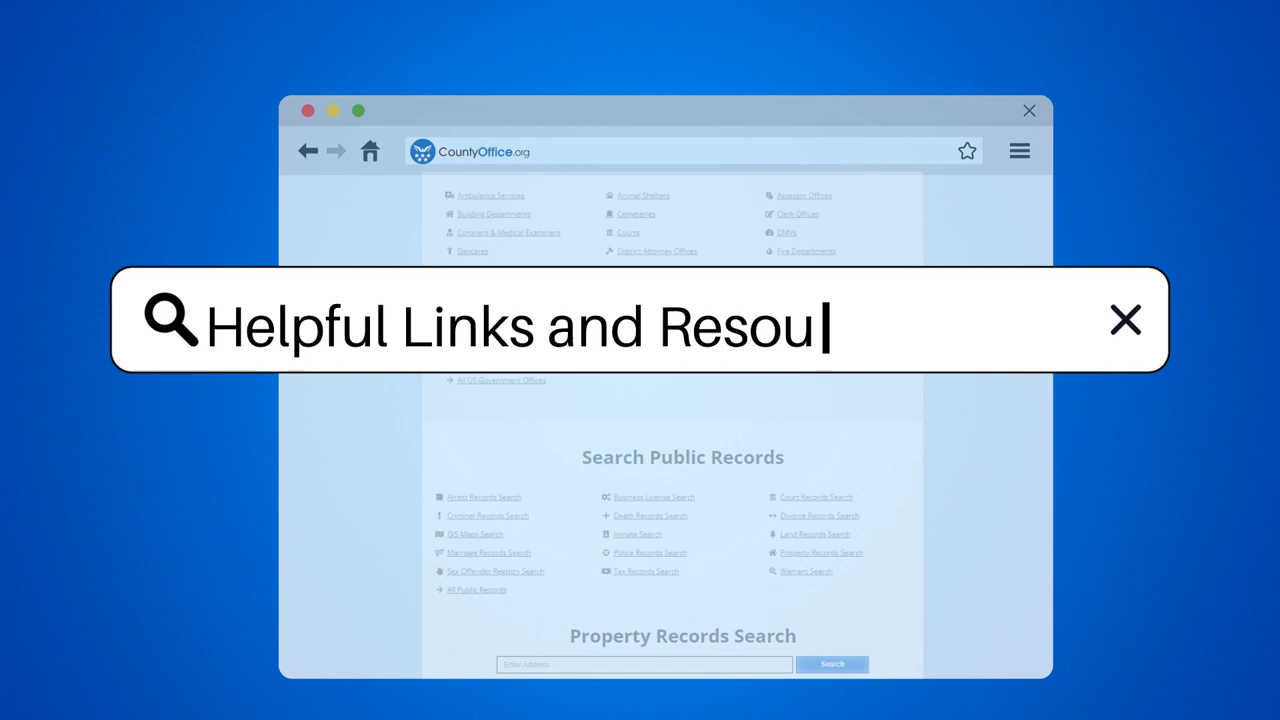 CountyOffice.org
Ambulance Services
Animal Shelters
Assessor Offices
Building Departments
Cemeteries
Clerk Offices
Coroners & Medical Examiners
Courts
DMVs
Daycares
District Attorney Offices
Fire Departments
Helpful Links and Resou
All US Government Offices
Search Public Records
Arrest Records Search
Business License Search
Court Records Search
Criminal Records Search
Death Records Search
Divorce Records Search
GIS Maps Search
Inmate Search
Land Records Search
Marriage Records Search
Police Records Search
Property Records Search
Sex Offender Registry Search
Tax Records Search
Warrant Search
All Public Records
Property Records Search
Enter Address
Search